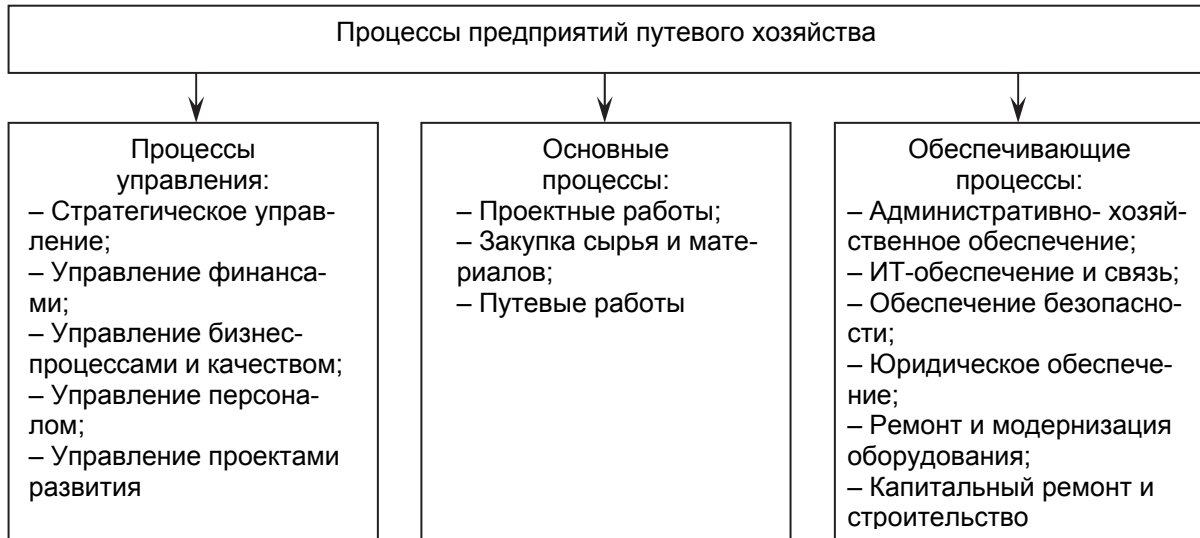 Процессы предприятий путевого хозяйства
Процессы
управления:
– Стратегическое управ-
ление;
– Управление финанса-
ми;
– Управление бизнес-
процессами и качеством;
– Управление персона-
лом;
– Управление проектами
развития
Основные
процессы:
– Проектные работы;
– Закупка сырья и мате-
риалов;
– Путевые работы
Обеспечивающие
процессы:
– Административно- хозяй-
ственное обеспечение;
– ИТ-обеспечение и связь;
– Обеспечение безопасно-
сти;
– Юридическое обеспече-
ние;
– Ремонт и модернизация
оборудования;
– Капитальный ремонт и
строительство